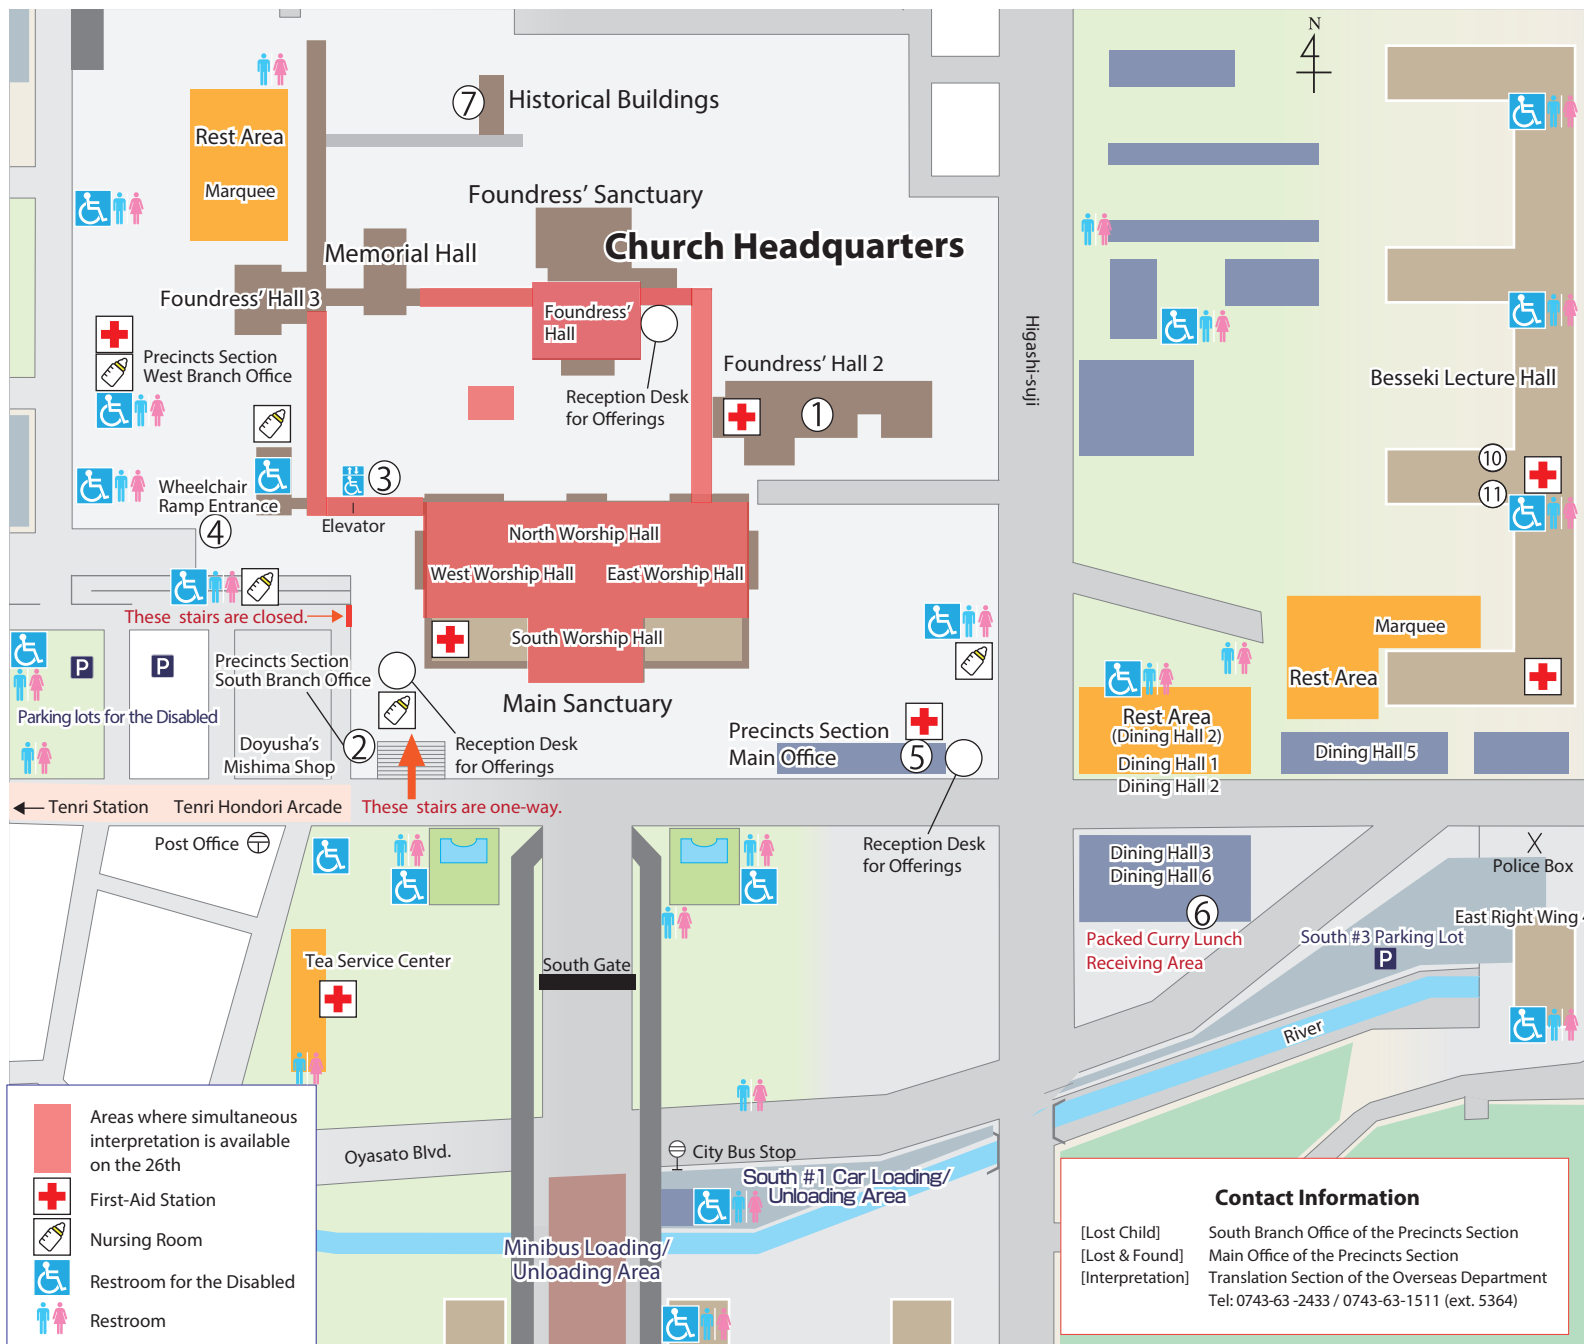 N
7
Historical Buildings
Rest Area
Marquee
Foundress' Sanctuary
Church Headquarters
Memorial Hall
Foundress' Hall 3
Foundress'
Hall
Higashi-suji
Precincts Section
West Branch Office
Foundress' Hall 2
Reception Desk
for Offerings
1
Besseki Lecture Hall
10
11
3
Wheelchair
Ramp Entrance
4
Elevator
North Worship Hall
West Worship Hall
East Worship Hall
South Worship Hall
Main Sanctuary
These stairs are closed.
Precincts Section
South Branch Office
P
P
Parking lots for the Disabled
Doyusha's
Mishima Shop
2
Reception Desk
for Offerings
Precincts Section
Main Office
5
Marquee
Rest Area
Rest Area
(Dining Hall 2)
Dining Hall 1
Dining Hall 2
Dining Hall 5
Tenri Station
Tenri Hondori Arcade
These stairs are one-way.
Post Office
Reception Desk
for Offerings
Dining Hall 3
Dining Hall 6
6
Packed Curry Lunch
Receiving Area
Police Box
East Right Wing 4
South #3 Parking Lot
P
Tea Service Center
South Gate
River
Oyasato Blvd.
City Bus Stop
South #1 Car Loading/
Unloading Area
Minibus Loading/
Unloading Area
Areas where simultaneous
interpretation is available
on the 26th
First-Aid Station
Nursing Room
Restroom for the Disabled
Restroom
Contact Information
[Lost Child] South Branch Office of the Precincts Section
[Lost & Found] Main Office of the Precincts Section
[Interpretation] Translation Section of the Overseas Department
Tel: 0743-63 -2433 / 0743-63-1511 (ext. 5364)